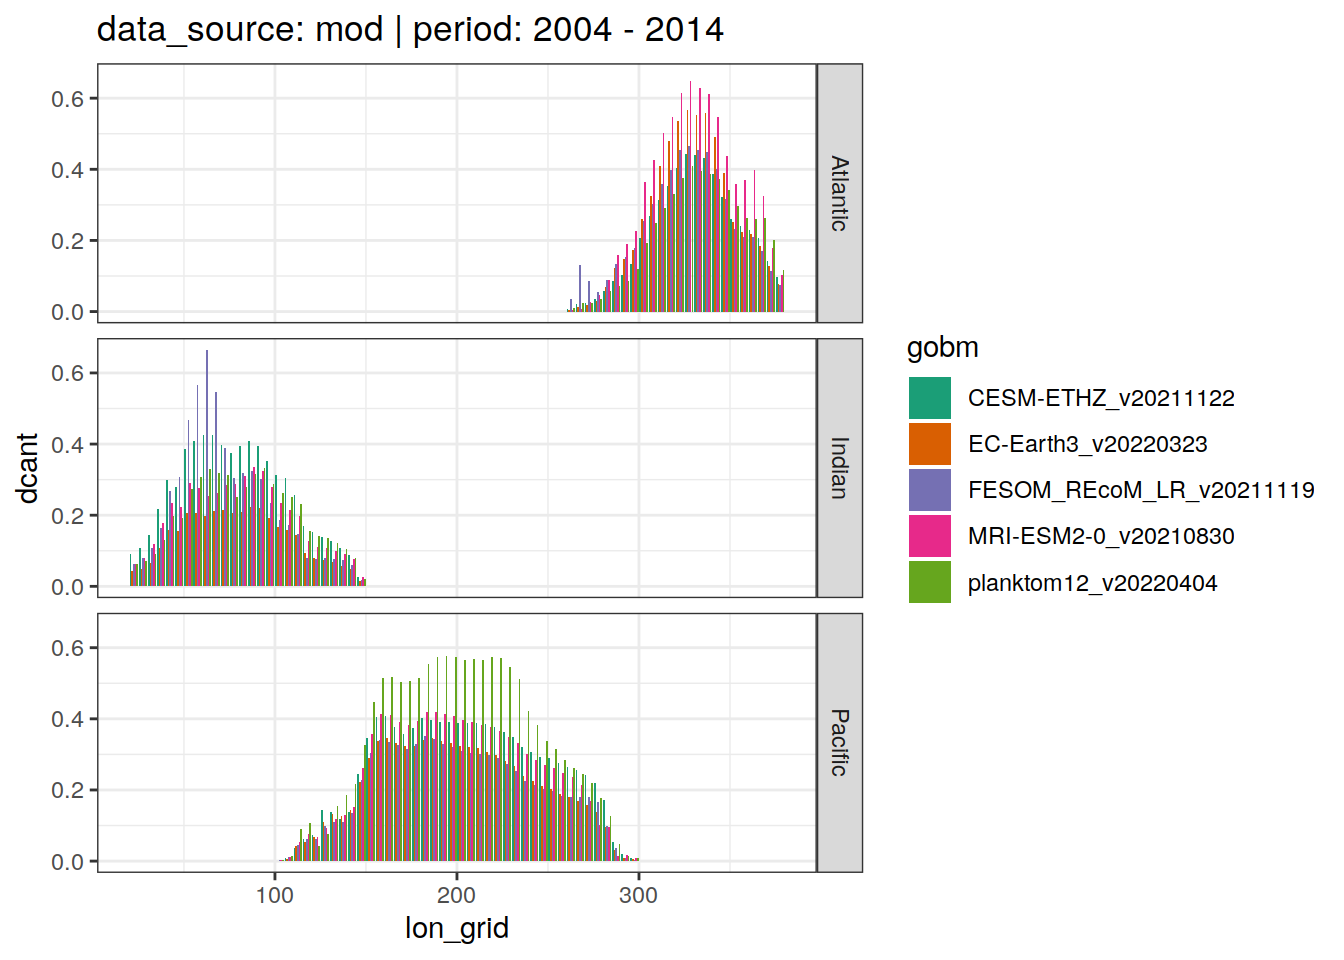 data_source: mod | period: 2004 - 2014
0.6
0.4
0.2
0.0
Atlantic
0.6
0.4
0.2
0.0
Indian
0.6
0.4
0.2
0.0
Pacific
dcant
100 200 300
lon_grid
gobm
CESM-ETHZ_v20211122
EC-Earth3_v20220323
FESOM_REcoM_LR_v20211119
MRI-ESM2-0_v20210830
planktom12_v20220404